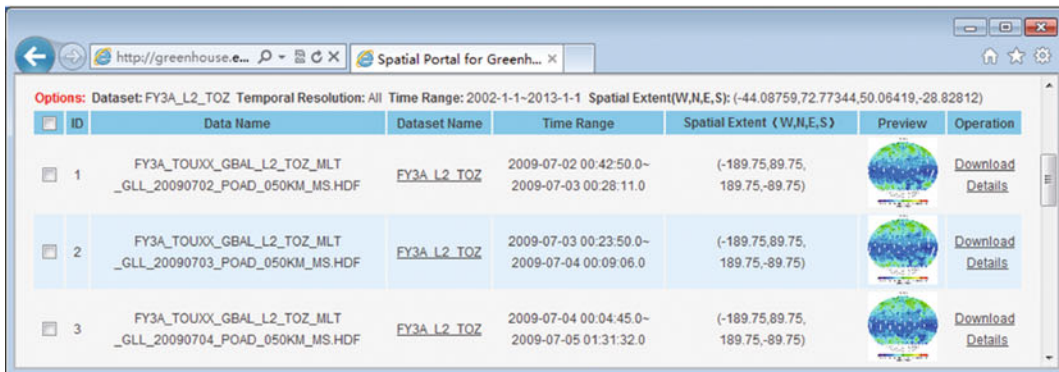 http://greenhouse.e...
Spatial Portal for Greenh...
Options: Dataset: FY3A_L2_TOZ Temporal Resolution: All Time Range: 2002-1-1~2013-1-1 Spatial Extent(W,N,E,S): (-44.08759,72.77344,50.06419,-28.82812)
ID Data Name Dataset Name Time Range Spatial Extent (W,N,E,S) Preview Operation
1 FY3A_TOUXX_GBAL_L2_TOZ_MLT
_GLL_20090702_POAD_050KM_MS.HDF
FY3A_L2_TOZ
2009-07-02 00:42:50.0~
2009-07-03 00:28:11.0
(-189.75,89.75,
189.75,-89.75)
Download
Details
2 FY3A_TOUXX_GBAL_L2_TOZ_MLT
_GLL_20090703_POAD_050KM_MS.HDF
FY3A_L2_TOZ
2009-07-03 00:23:50.0~
2009-07-04 00:09:06.0
(-189.75,89.75,
189.75,-89.75)
Download
Details
3 FY3A_TOUXX_GBAL_L2_TOZ_MLT
_GLL_20090704_POAD_050KM_MS.HDF
FY3A_L2_TOZ
2009-07-04 00:04:45.0~
2009-07-05 01:31:32.0
(-189.75,89.75,
189.75,-89.75)
Download
Details